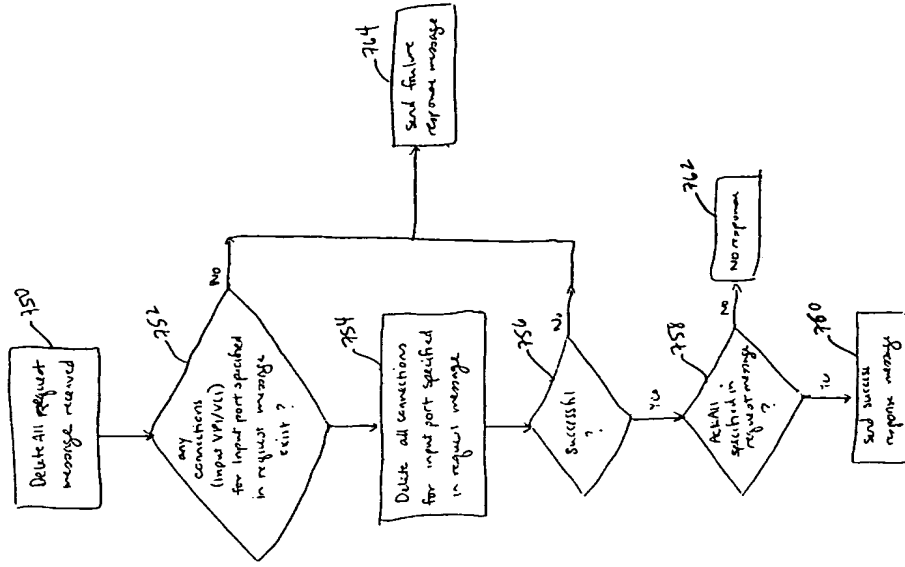 750
Delete All request
message received
752
any
connections
(Input VPI/VCI)
for Input port specified
in request message
exist ?
No
764
Send failure
response message
754
Delete all connections
for input port specified
in request message
756
Successful
?
No
Yes
758
AckAll
specified in
request message
?
No
762
No response
Yes
760
Send success
response message